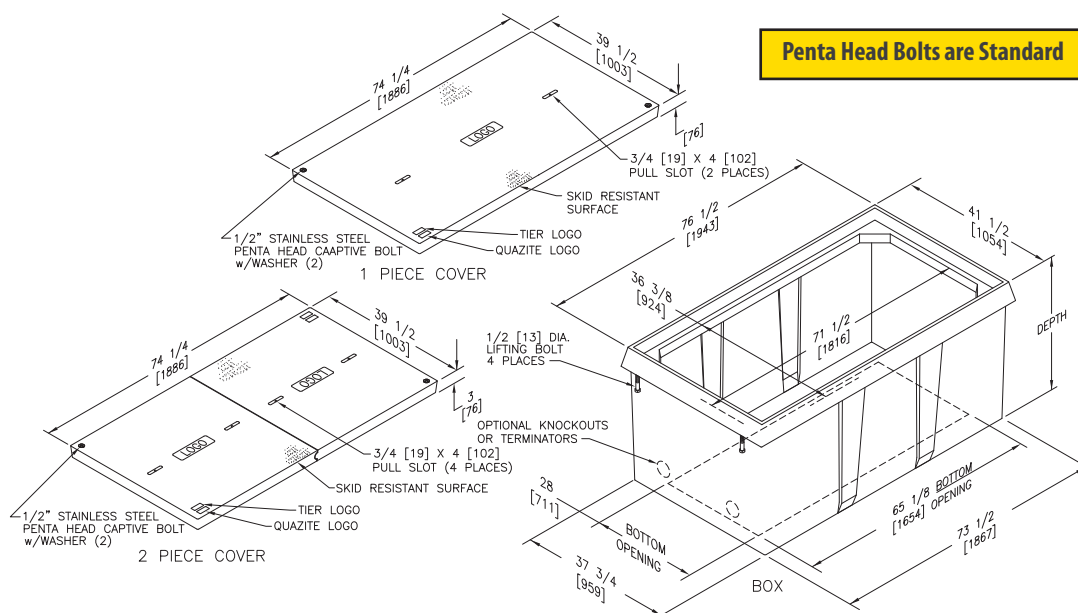 Penta Head Bolts are Standard
74 1/4
[1886]
39 1/2
[1003]
[76]
3/4 [19] X 4 [102]
PULL SLOT (2 PLACES)
SKID RESISTANT
SURFACE
LOGO
TIER LOGO
QUAZITE LOGO
1/2" STAINLESS STEEL
PENTA HEAD CAAPTIVE BOLT
w/WASHER (2)
1 PIECE COVER
74 1/4
[1886]
39 1/2
[1003]
3
[76]
LOGO
LOGO
3/4 [19] X 4 [102]
PULL SLOT (4 PLACES)
SKID RESISTANT SURFACE
TIER LOGO
QUAZITE LOGO
1/2" STAINLESS STEEL
PENTA HEAD CAPTIVE BOLT
w/WASHER (2)
2 PIECE COVER
76 1/2
[1943]
41 1/2
[1054]
36 3/8
[924]
71 1/2
[1816]
DEPTH
1/2 [13] DIA.
LIFTING BOLT
4 PLACES
OPTIONAL KNOCKOUTS
OR TERMINATORS
28
[711]
BOTTOM
OPENING
37 3/4
[959]
65 1/8 BOTTOM
[1654] OPENING
73 1/2
[1867]
BOX